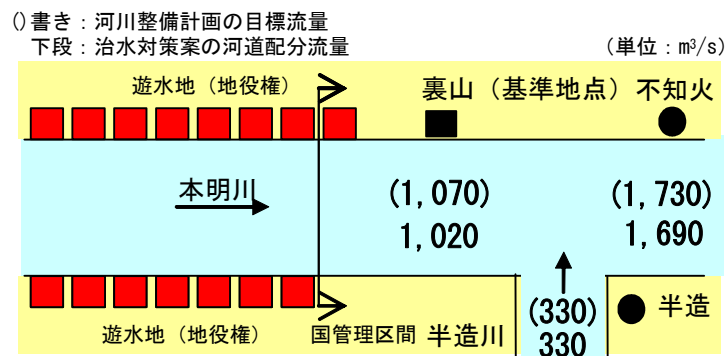 ()書き：河川整備計画の目標流量
下段：治水対策案の河道配分流量
(単位：m³/s)
遊水地（地役権）
裏山（基準地点）
不知火
本明川
(1,070)
1,020
(1,730)
1,690
(330)
330
半造
遊水地（地役権）
国管理区間
半造川